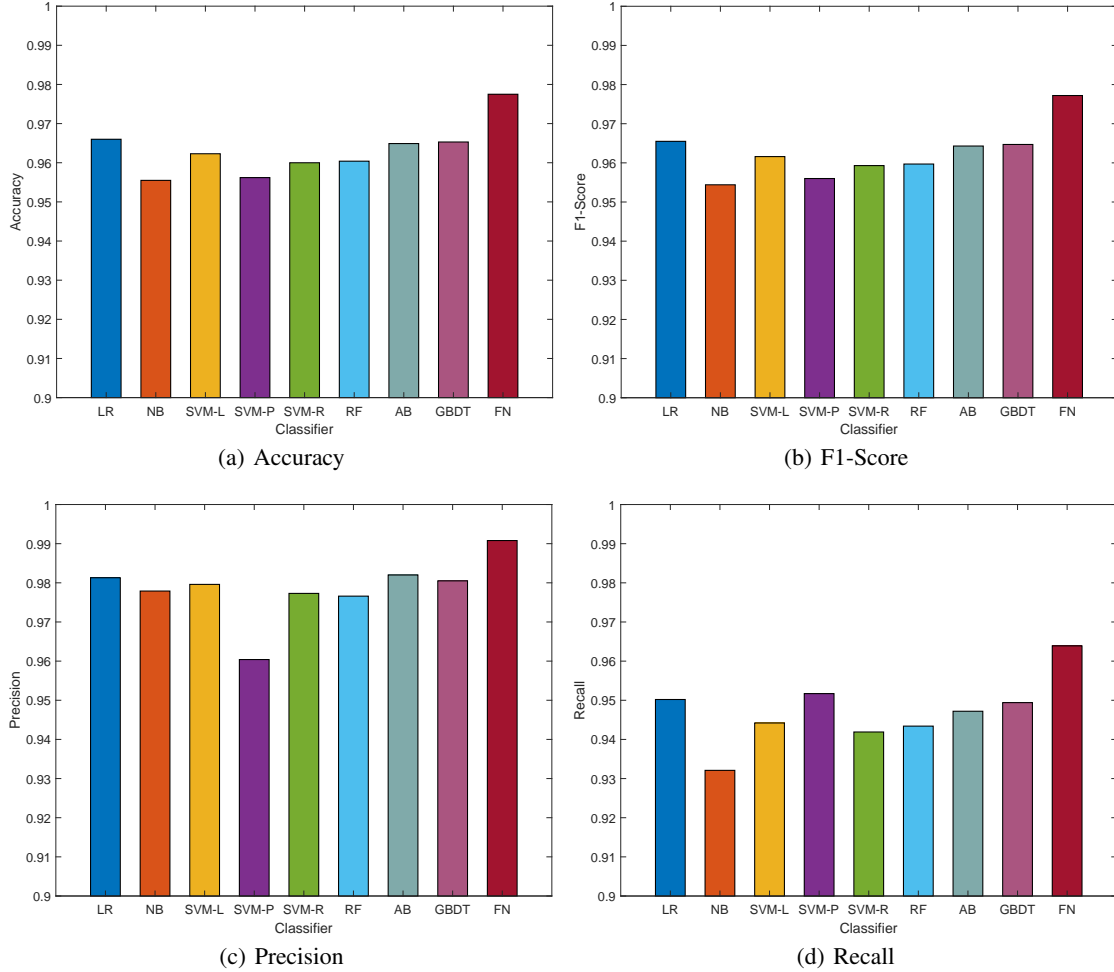 1
0.99
0.98
0.97
0.96
0.95
0.94
0.93
0.92
0.91
0.9
Accuracy
LR NB SVM-L SVM-P SVM-R RF AB GBDT FN
Classifier
(a) Accuracy
1
0.99
0.98
0.97
0.96
0.95
0.94
0.93
0.92
0.91
0.9
F1-Score
LR NB SVM-L SVM-P SVM-R RF AB GBDT FN
Classifier
(b) F1-Score
1
0.99
0.98
0.97
0.96
0.95
0.94
0.93
0.92
0.91
0.9
Precision
LR NB SVM-L SVM-P SVM-R RF AB GBDT FN
Classifier
(c) Precision
1
0.99
0.98
0.97
0.96
0.95
0.94
0.93
0.92
0.91
0.9
Recall
LR NB SVM-L SVM-P SVM-R RF AB GBDT FN
Classifier
(d) Recall